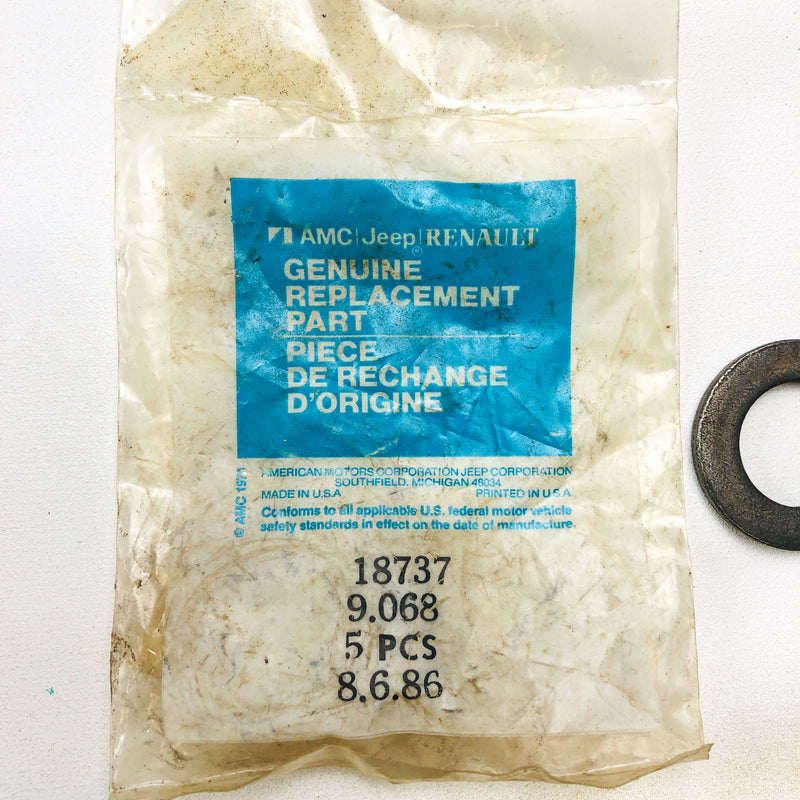 AMC|Jeep|RENAULT
©
GENUINE
REPLACEMENT
PART
PIECE
DE RECHANGE
D'ORIGINE
© AMC 1971
AMERICAN MOTORS CORPORATION JEEP CORPORATION
SOUTHFIELD, MICHIGAN 48034
MADE IN U.S.A PRINTED IN U.S.A.
Conforms to all applicable U.S. federal motor vehicle
safety standards in effect on the date of manufacture.
18737
9.068
5 PCS
8.6.86